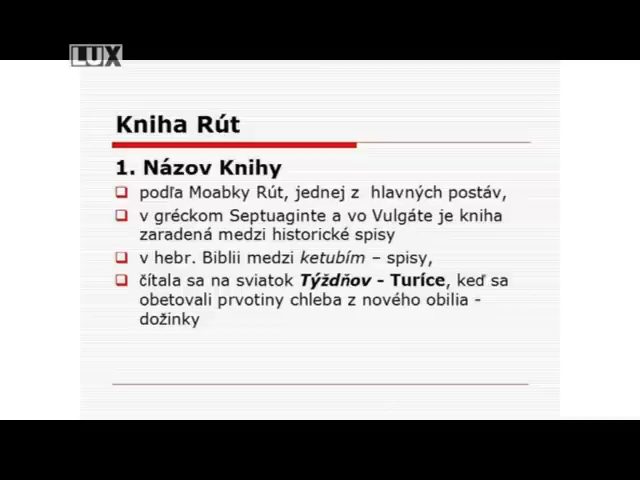 LUX
Kniha Rút
1. Názov Knihy
podľa Moabky Rút, jednej z hlavných postáv,
v gréckom Septuaginte a vo Vulgáte je kniha
zaradená medzi historické spisy
v hebr. Biblii medzi ketubím – spisy,
čítala sa na sviatok Týždňov - Turíce, keď sa
obetovali prvotiny chleba z nového obilia -
dožinky